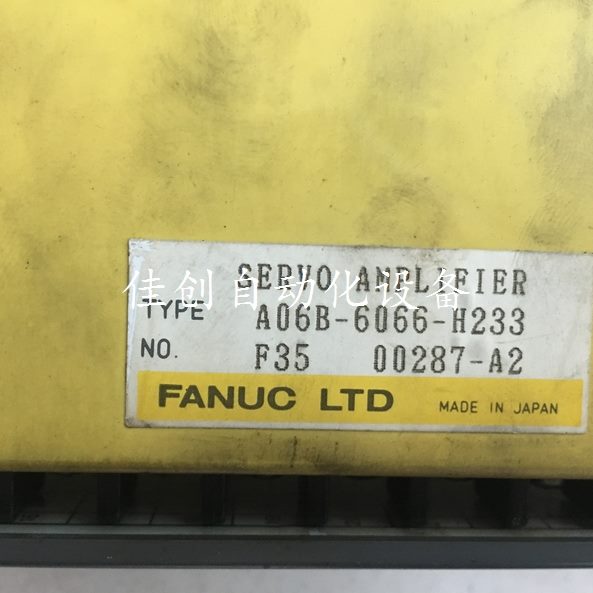 SERVO AMPLIFIER
佳创自动化设备
TYPE A06B-6066-H233
NO. F35 00287-A2
FANUC LTD MADE IN JAPAN